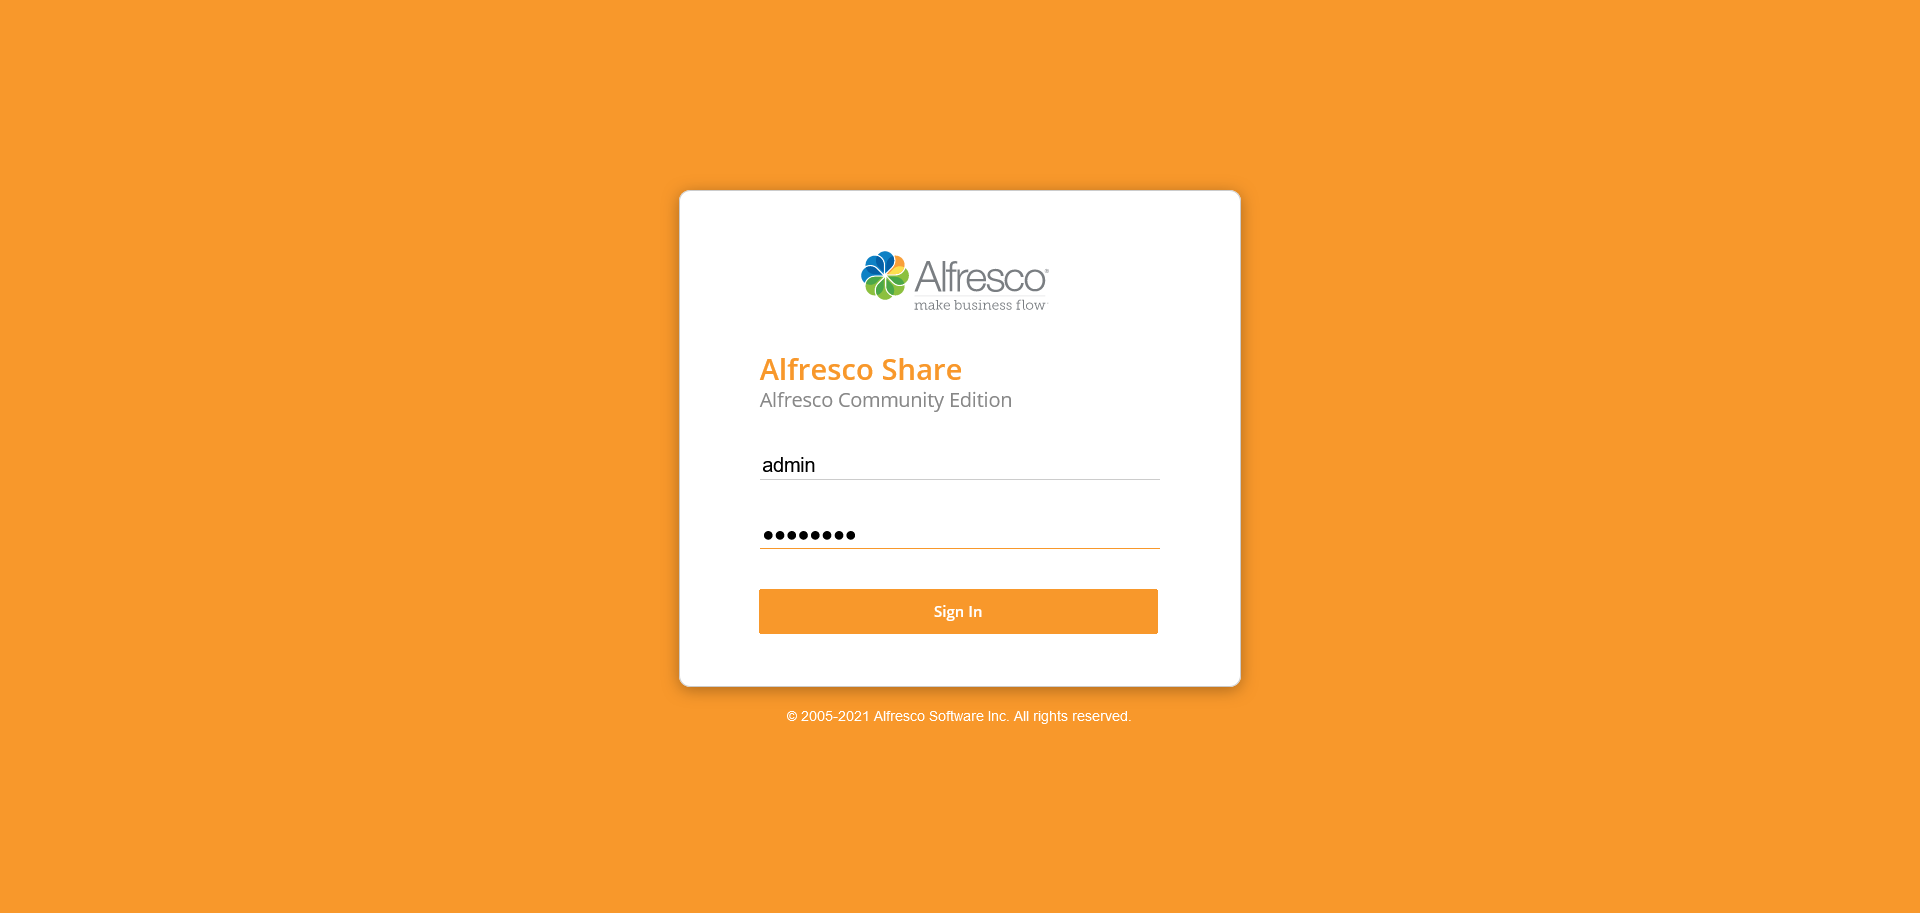 Alfresco®
make business flow
Alfresco Share
Alfresco Community Edition
admin
••••••••
Sign In
© 2005-2021 Alfresco Software Inc. All rights reserved.